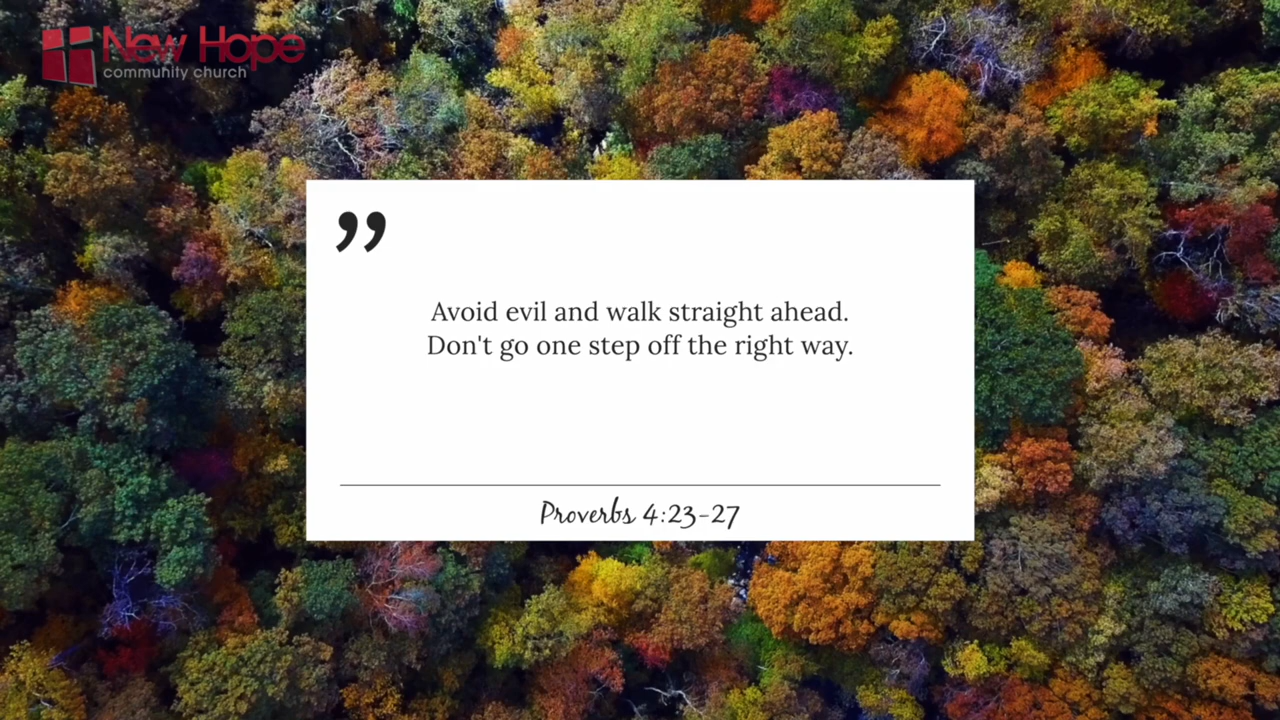 New Hope
community church
”
Avoid evil and walk straight ahead.
Don't go one step off the right way.
Proverbs 4:23-27